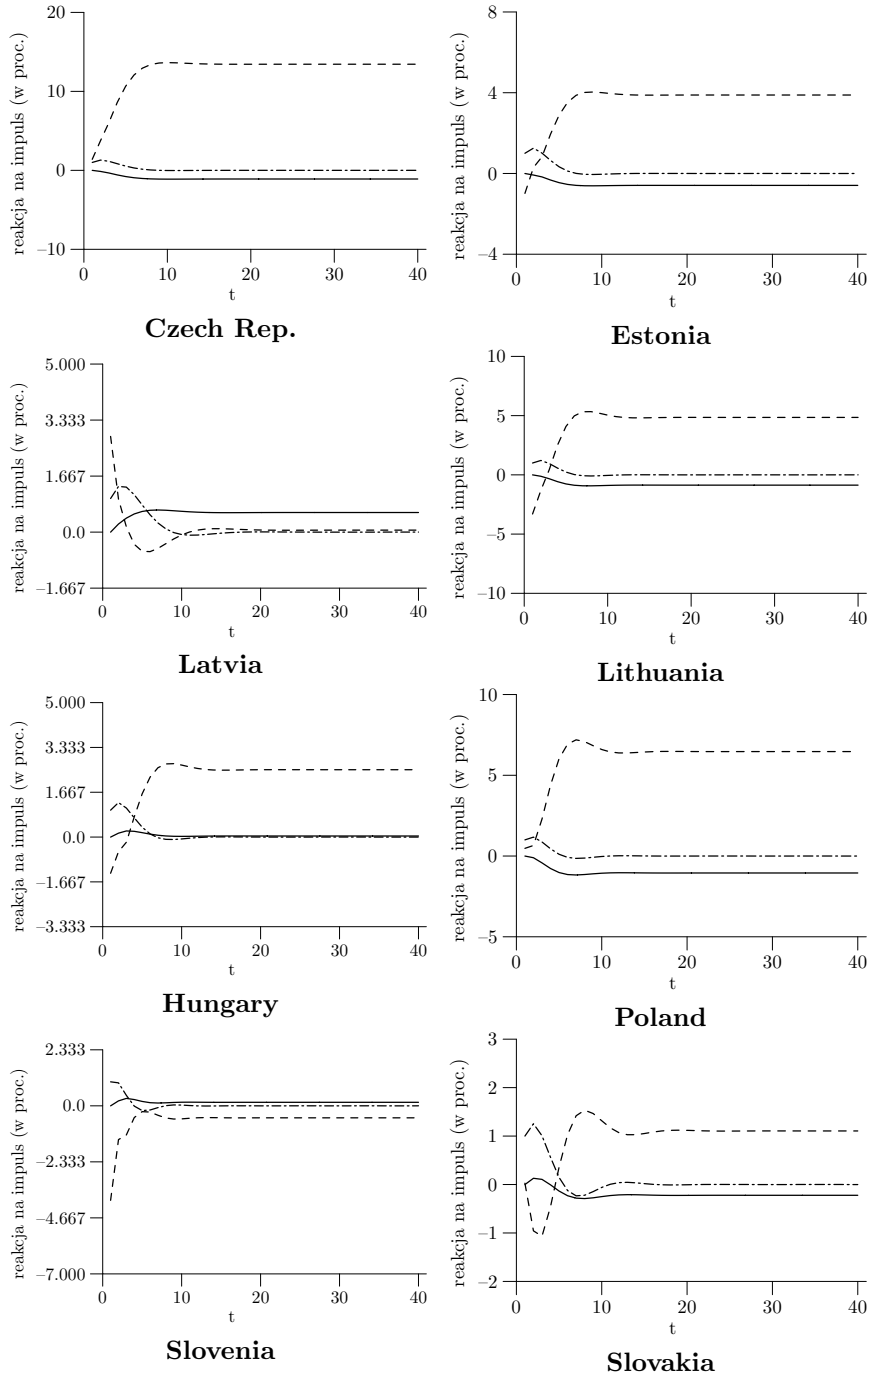 reakcja na impuls (w proc.)
20
10
0
–10
0 10 20 30 40
t
Czech Rep.
reakcja na impuls (w proc.)
8
4
0
–4
0 10 20 30 40
t
Estonia
reakcja na impuls (w proc.)
5.000
3.333
1.667
0.0
–1.667
0 10 20 30 40
t
Latvia
reakcja na impuls (w proc.)
10
5
0
–5
–10
0 10 20 30 40
t
Lithuania
reakcja na impuls (w proc.)
5.000
3.333
1.667
0.0
–1.667
–3.333
0 10 20 30 40
t
Hungary
reakcja na impuls (w proc.)
10
5
0
–5
0 10 20 30 40
t
Poland
reakcja na impuls (w proc.)
2.333
0.0
–2.333
–4.667
–7.000
0 10 20 30 40
t
Slovenia
reakcja na impuls (w proc.)
3
2
1
0
–1
–2
0 10 20 30 40
t
Slovakia